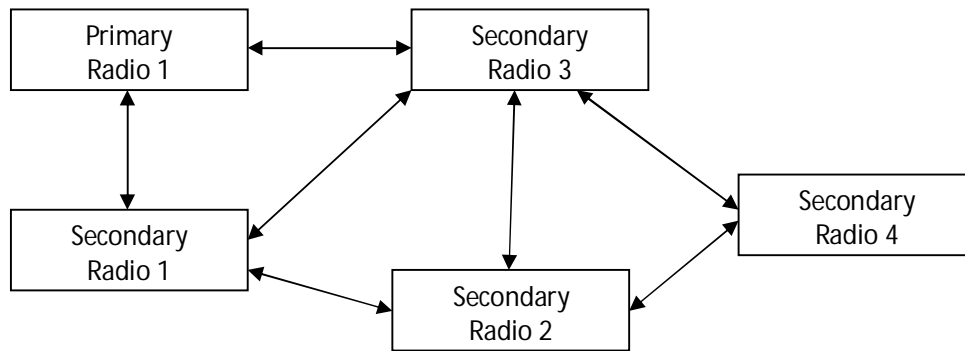 Primary
Radio 1
Secondary
Radio 3
Secondary
Radio 4
Secondary
Radio 1
Secondary
Radio 2